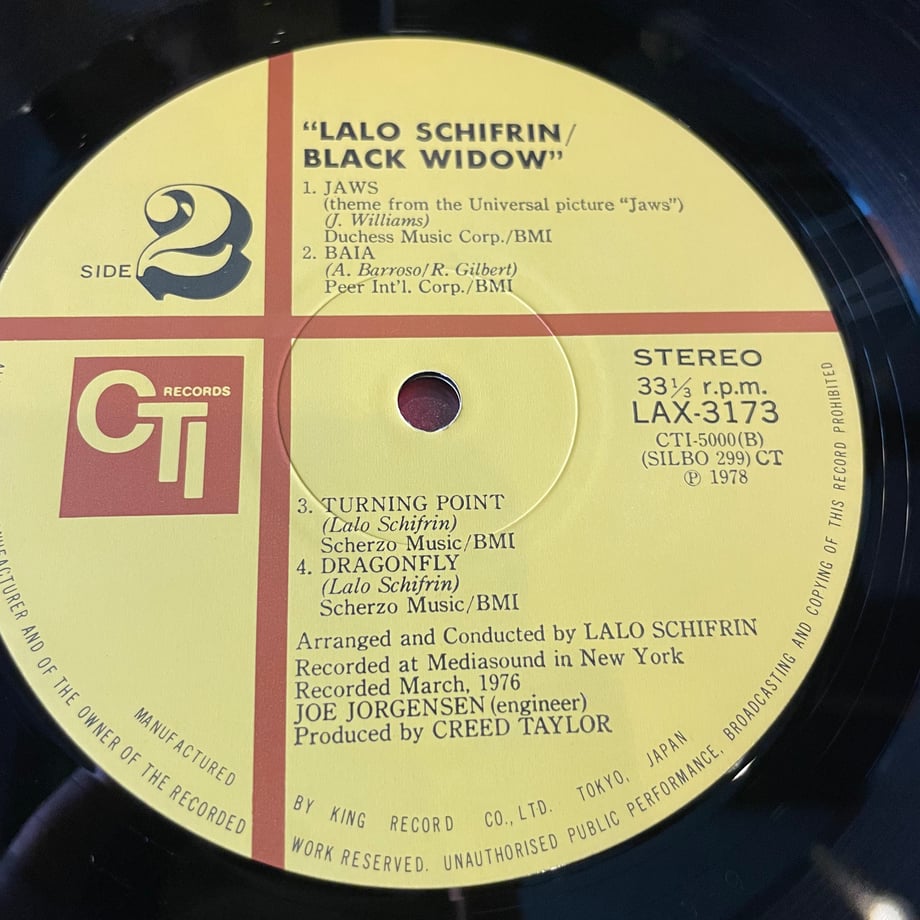 "LALO SCHIFRIN/
BLACK WIDOW"
1. JAWS
(theme from the Universal picture "Jaws")
(J. Williams)
Duchess Music Corp./BMI
2. BAIA
(A. Barroso/R. Gilbert)
Peer Int'l. Corp./BMI
SIDE 2
CTI RECORDS
STEREO
33⅓ r.p.m.
LAX-3173
CTI-5000(B)
(SILBO 299) CT
Ⓟ 1978
3. TURNING POINT
(Lalo Schifrin)
Scherzo Music/BMI
4. DRAGONFLY
(Lalo Schifrin)
Scherzo Music/BMI
Arranged and Conducted by LALO SCHIFRIN
Recorded at Mediasound in New York
Recorded March, 1976
JOE JORGENSEN (engineer)
Produced by CREED TAYLOR
MANUFACTURED BY KING RECORD CO., LTD. TOKYO, JAPAN
AND OF THE OWNER OF THE RECORDED WORK RESERVED. UNAUTHORISED PUBLIC PERFORMANCE, BROADCASTING AND COPYING OF THIS RECORD PROHIBITED